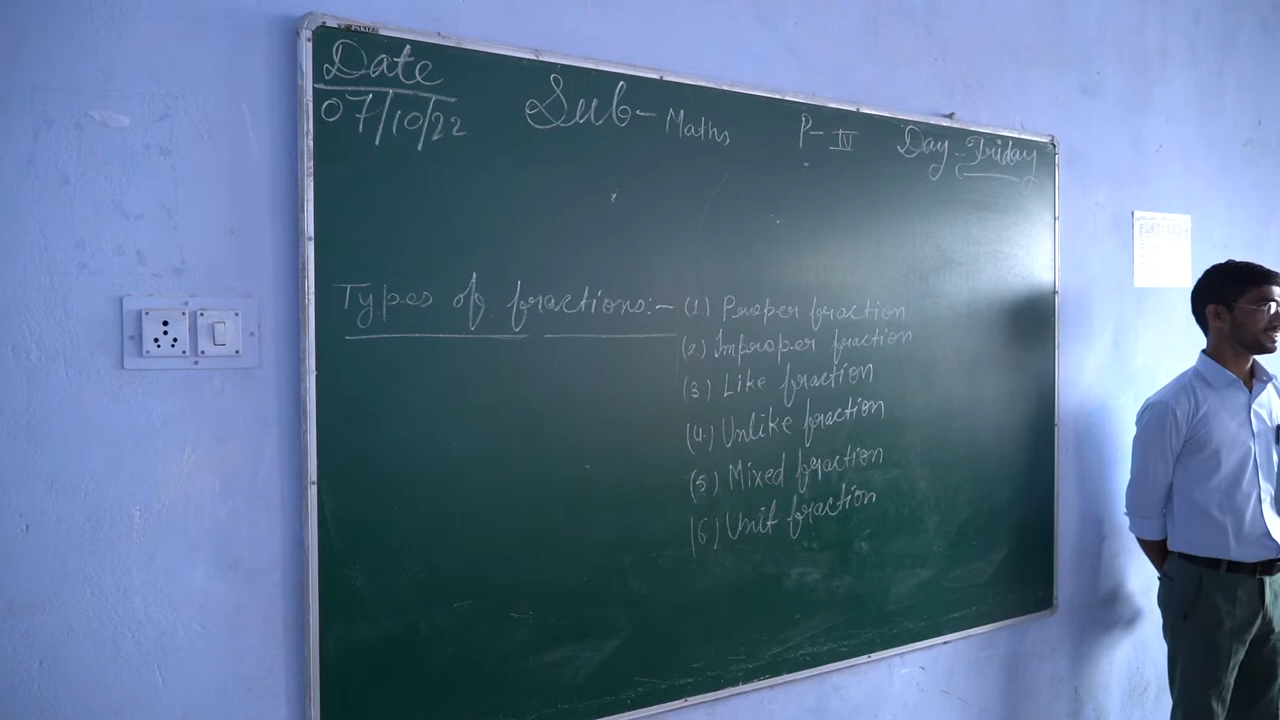 Date
07/10/22
Sub- Maths
P- IV
Day - Friday
Types of fractions:- (1.) Peroper fraction
(2.) Improper fraction
(3.) Like fraction
(4.) Unlike fraction
(5.) Mixed fraction
(6.) Unit fraction